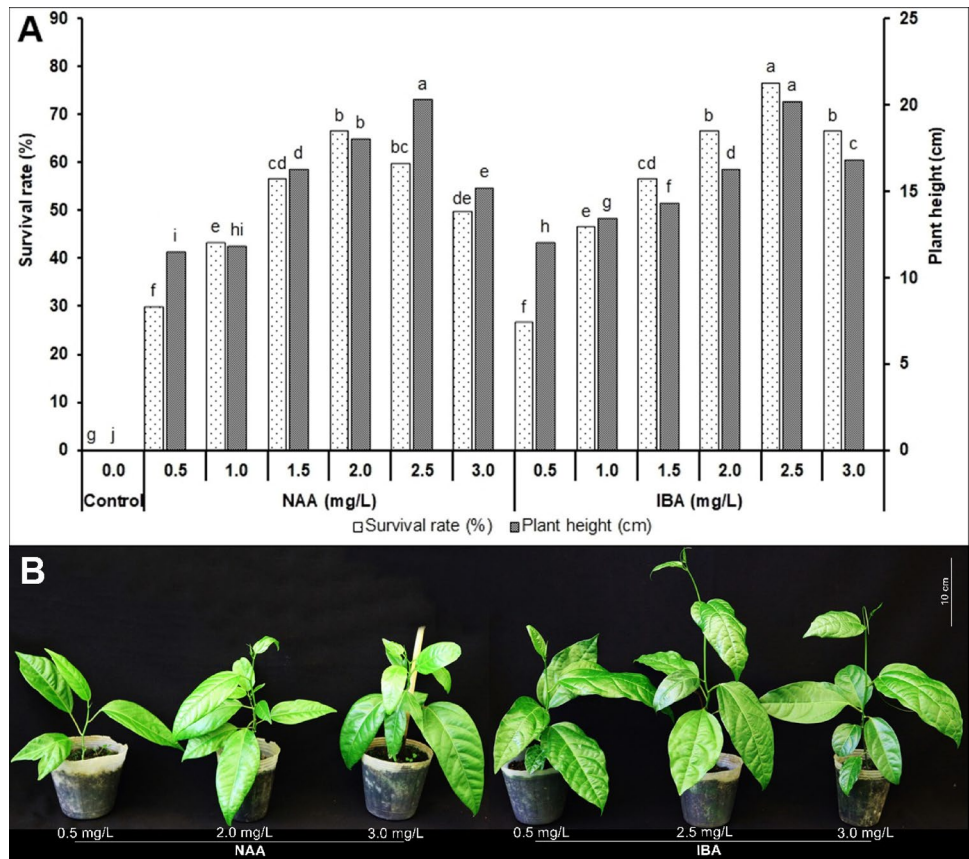 A
90
80
70
60
50
40
30
20
10
0
Survival rate (%)
25
20
15
10
5
0
Plant height (cm)
g j
f i
e hi
cd d
b b
bc a
de e
f h
e g
cd f
b d
a a
b c
0.0 0.5 1.0 1.5 2.0 2.5 3.0 0.5 1.0 1.5 2.0 2.5 3.0
Control NAA (mg/L) IBA (mg/L)
Survival rate (%) Plant height (cm)
B
10 cm
0.5 mg/L 2.0 mg/L 3.0 mg/L 0.5 mg/L 2.5 mg/L 3.0 mg/L
NAA IBA